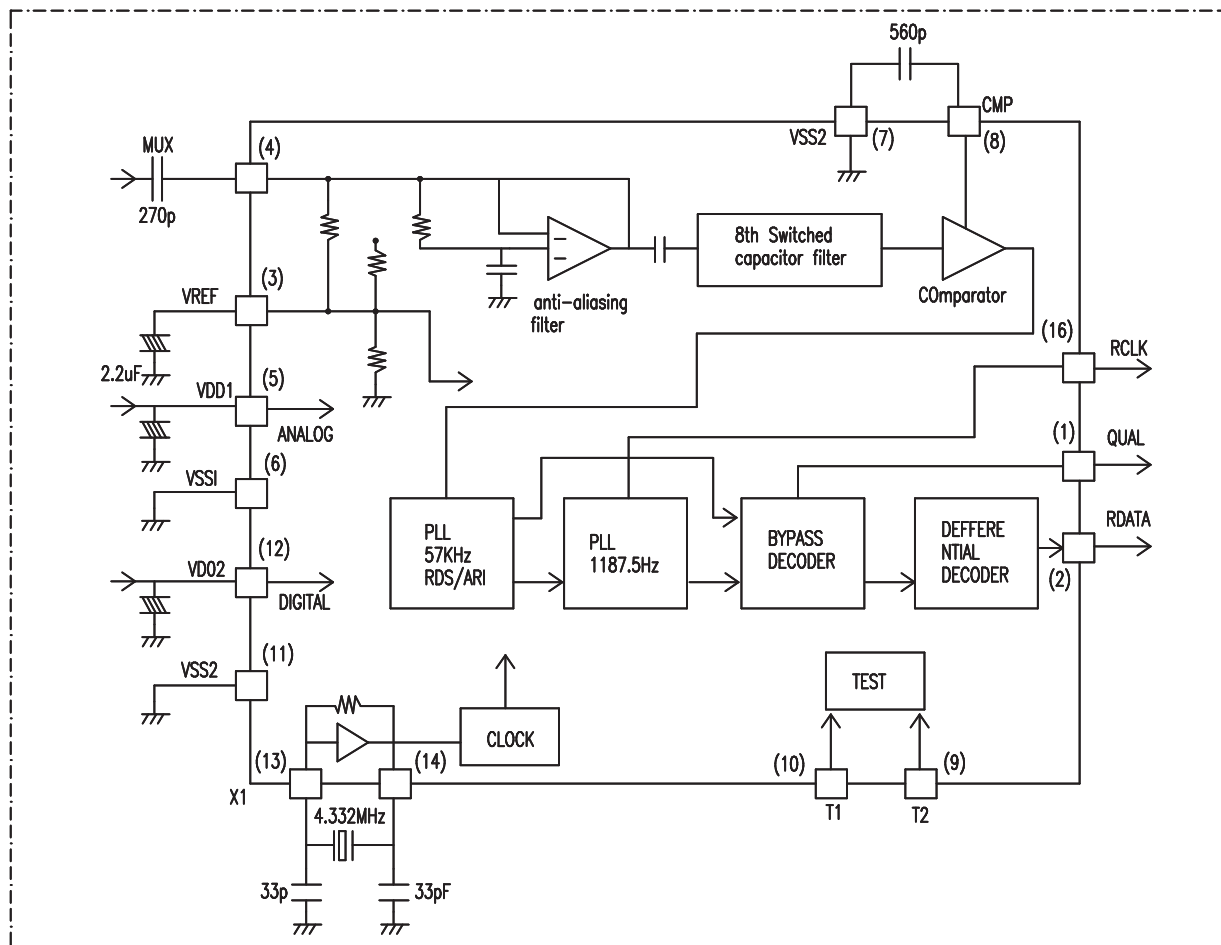 560p
CMP
MUX
(4)
VSS2
(7)
(8)
270p
8th Switched
capacitor filter
(3)
VREF
anti-aliasing
filter
COmparator
(16)
2.2uF
VDD1
(5)
RCLK
ANALOG
(1)
QUAL
(6)
VSSI
RDATA
PLL
57KHz
RDS/ARI
PLL
1187.5Hz
BYPASS
DECODER
DEFFERE
NTIAL
DECODER
(12)
VDO2
(2)
DIGITAL
(11)
VSS2
TEST
CLOCK
(13)
(14)
(10)
(9)
X1
T1
T2
4.332MHz
33p
33pF